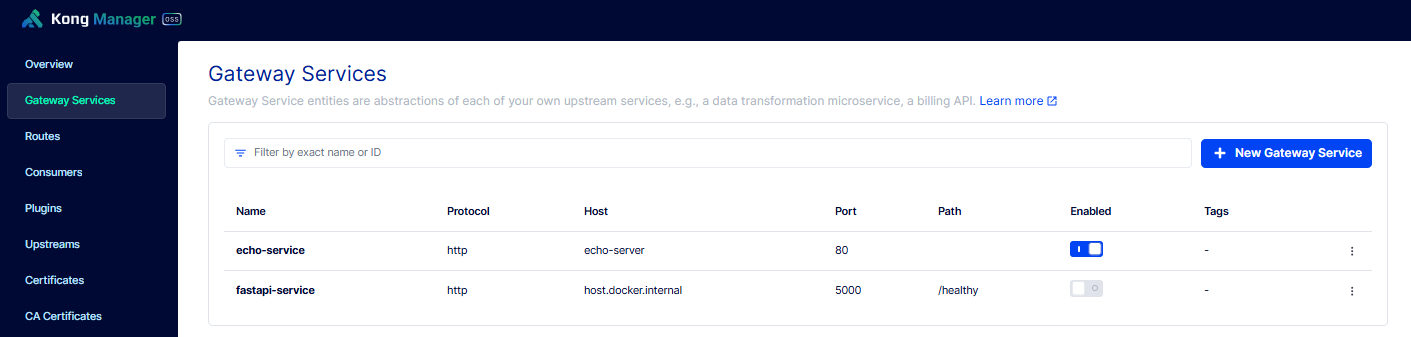 Kong Manager OSS
Overview
Gateway Services
Routes
Consumers
Plugins
Upstreams
Certificates
CA Certificates
Gateway Services
Gateway Service entities are abstractions of each of your own upstream services, e.g., a data transformation microservice, a billing API. Learn more
Filter by exact name or ID
+ New Gateway Service
Name Protocol Host Port Path Enabled Tags
echo-service http echo-server 80 -
fastapi-service http host.docker.internal 5000 /healthy -